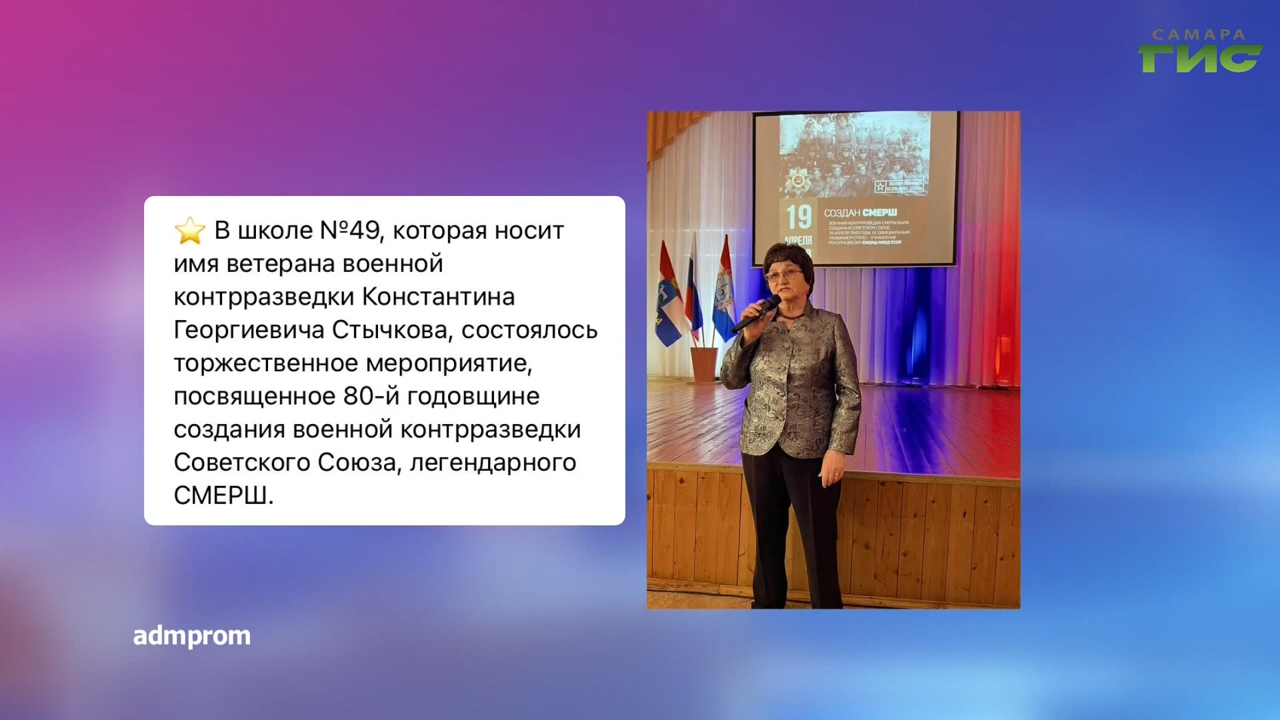 САМАРА
ГИС
В школе №49, которая носит
имя ветерана военной
контрразведки Константина
Георгиевича Стычкова, состоялось
торжественное мероприятие,
посвященное 80-й годовщине
создания военной контрразведки
Советского Союза, легендарного
СМЕРШ.
19
АПРЕЛЯ
СОЗДАН СМЕРШ
admprom